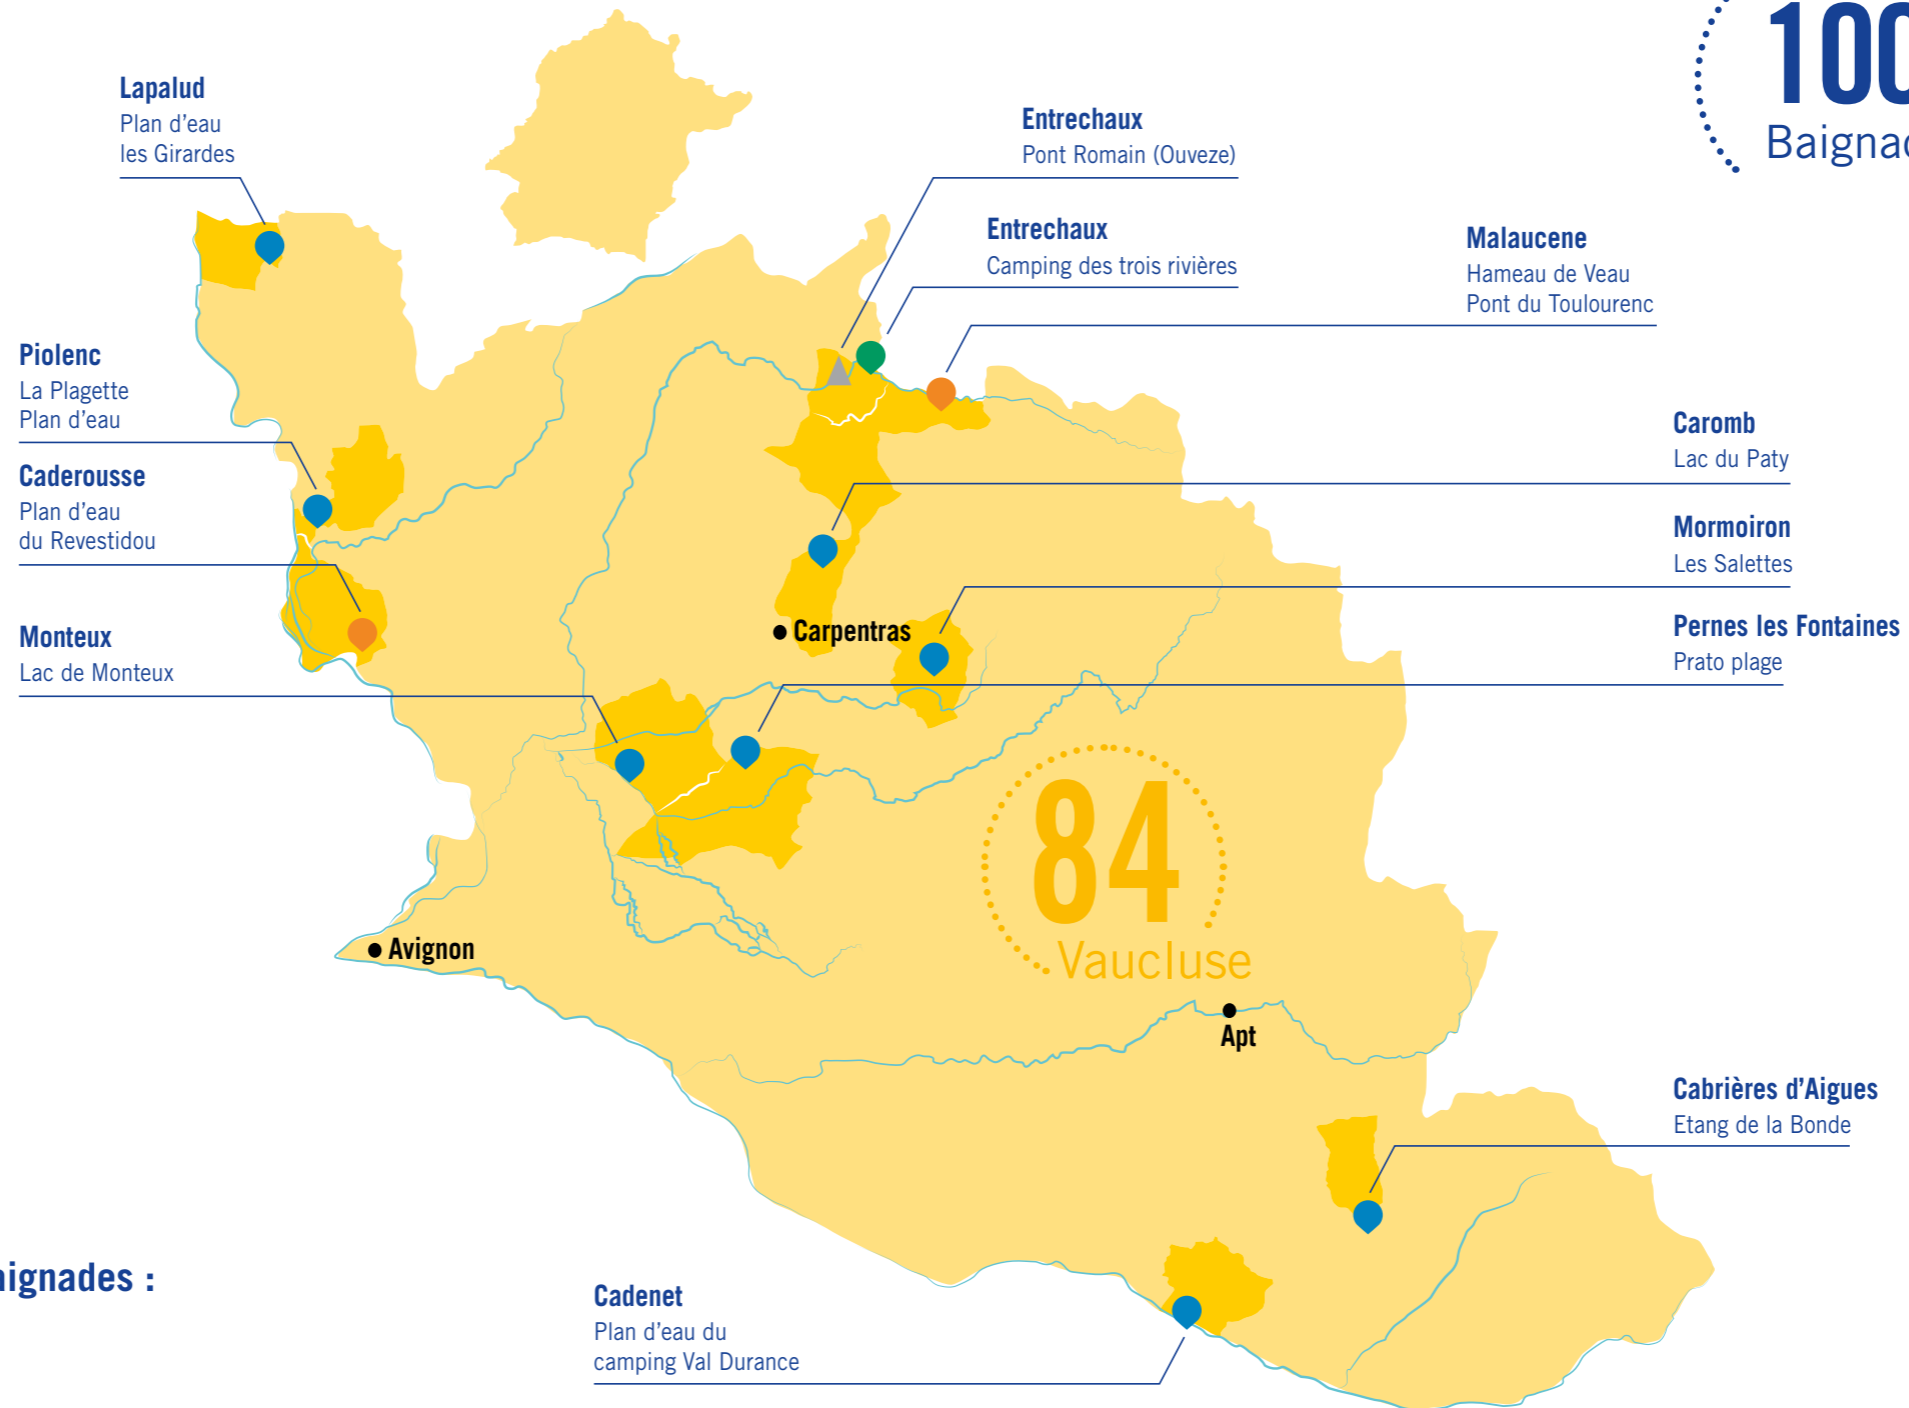 100
Baignad
Lapalud
Plan d'eau
les Girardes
Entrechaux
Pont Romain (Ouveze)
Entrechaux
Camping des trois rivières
Malaucene
Hameau de Veau
Pont du Toulourenc
Piolenc
La Plagette
Plan d'eau
Caderousse
Plan d'eau
du Revestidou
Monteux
Lac de Monteux
Caromb
Lac du Paty
Mormoiron
Les Salettes
Pernes les Fontaines
Prato plage
Carpentras
84
Vaucluse
Avignon
Apt
Cabrières d'Aigues
Etang de la Bonde
ignades :
Cadenet
Plan d'eau du
camping Val Durance